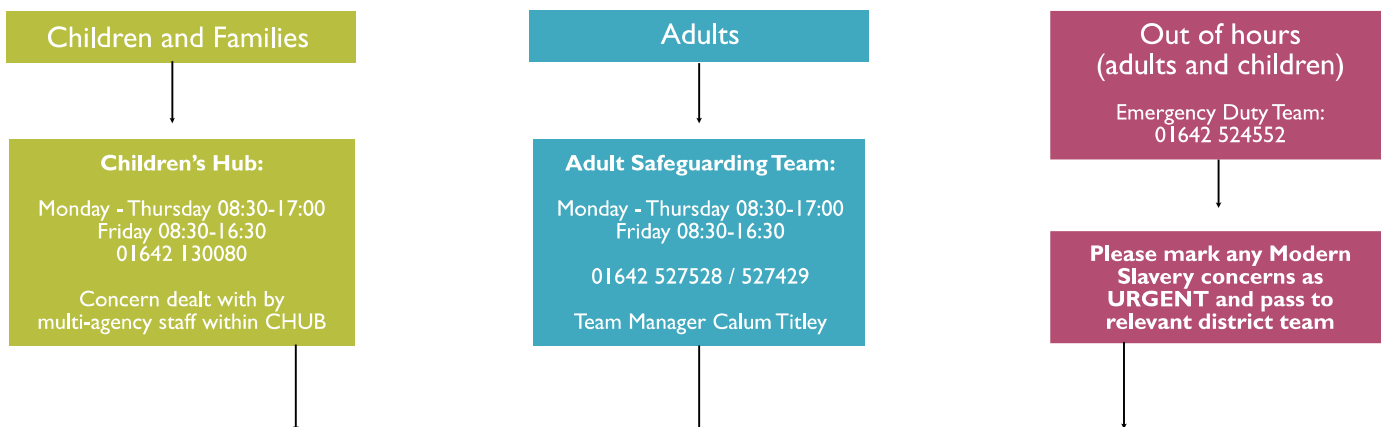 Children and Families
Children's Hub:
Monday - Thursday 08:30-17:00
Friday 08:30-16:30
01642 130080
Concern dealt with by
multi-agency staff within CHUB
Adults
Adult Safeguarding Team:
Monday - Thursday 08:30-17:00
Friday 08:30-16:30
01642 527528 / 527429
Team Manager Calum Titley
Out of hours
(adults and children)
Emergency Duty Team:
01642 524552
Please mark any Modern
Slavery concerns as
URGENT and pass to
relevant district team